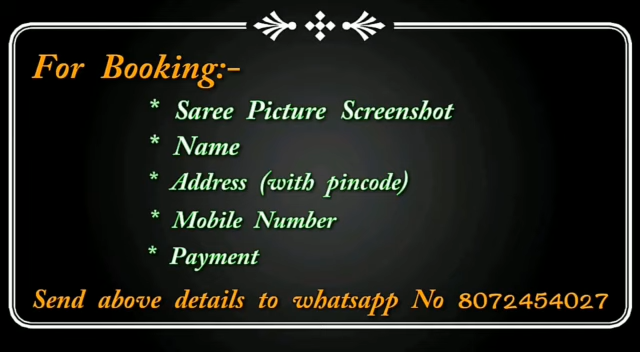 For Booking:-
* Saree Picture Screenshot
* Name
* Address (with pincode)
* Mobile Number
* Payment
Send above details to whatsapp No 8072454027